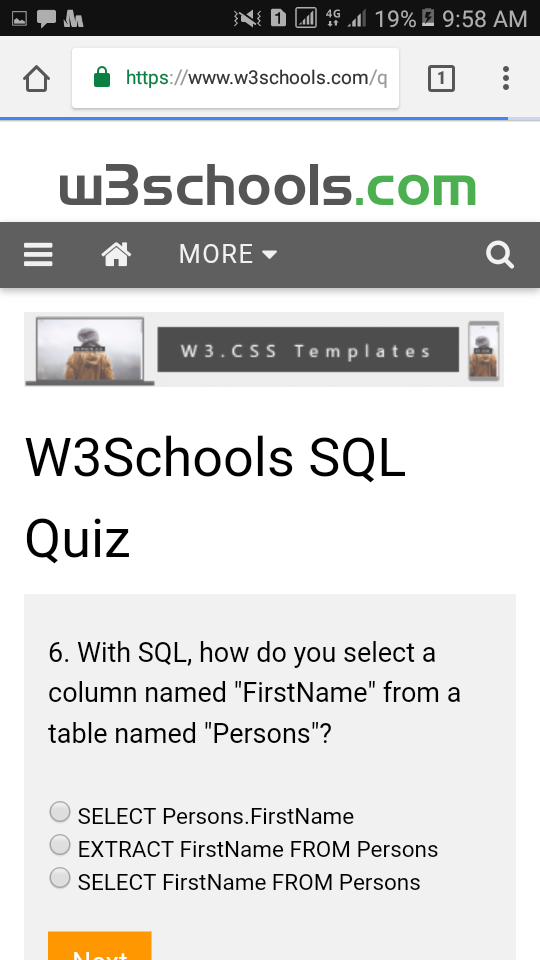 1 4G 19% 9:58 AM
https://www.w3schools.com/q 1
w3schools.com
MORE
W3.CSS Templates
W3Schools SQL
Quiz
6. With SQL, how do you select a
column named "FirstName" from a
table named "Persons"?
SELECT Persons.FirstName
EXTRACT FirstName FROM Persons
SELECT FirstName FROM Persons
Next